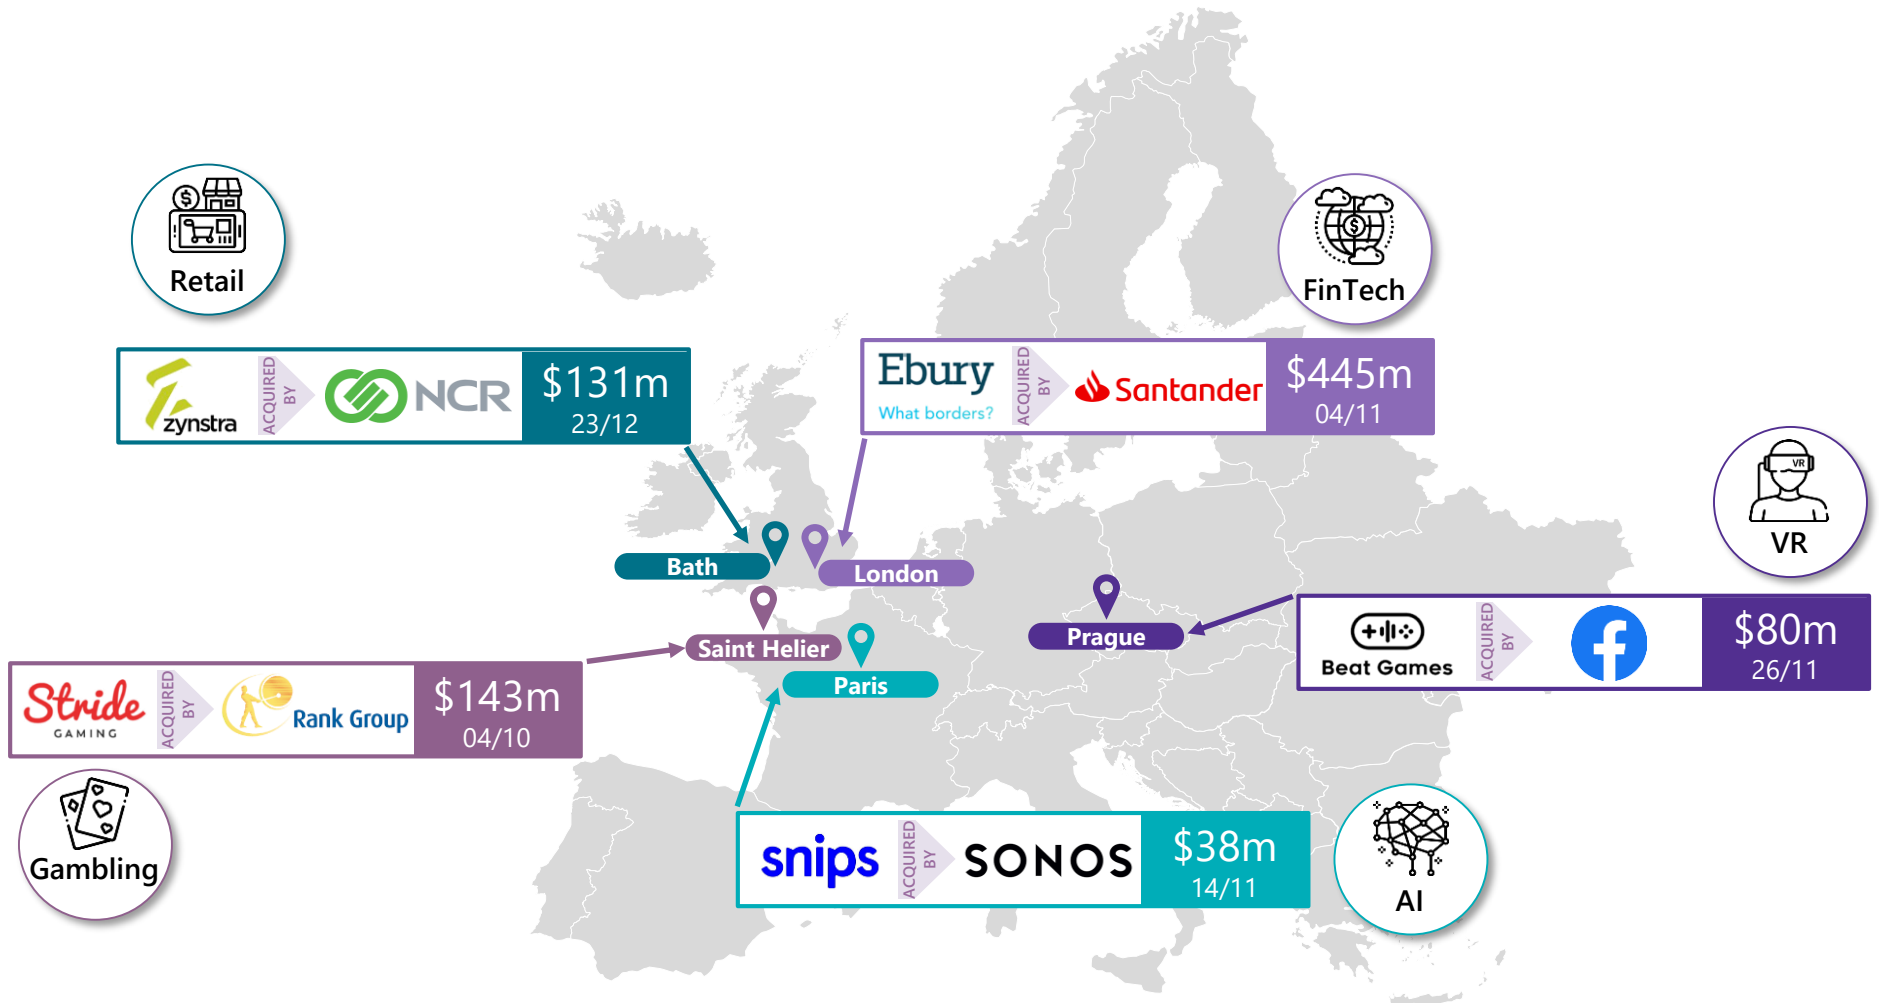 Retail
zynstra
ACQUIRED
BY
NCR
$131m
23/12
FinTech
Ebury
What borders?
ACQUIRED
BY
Santander
$445m
04/11
VR
VR
Bath
London
Prague
Beat Games
ACQUIRED
BY
$80m
26/11
Saint Helier
Paris
Stride
GAMING
ACQUIRED
BY
Rank Group
$143m
04/10
Gambling
snips
ACQUIRED
BY
SONOS
$38m
14/11
AI